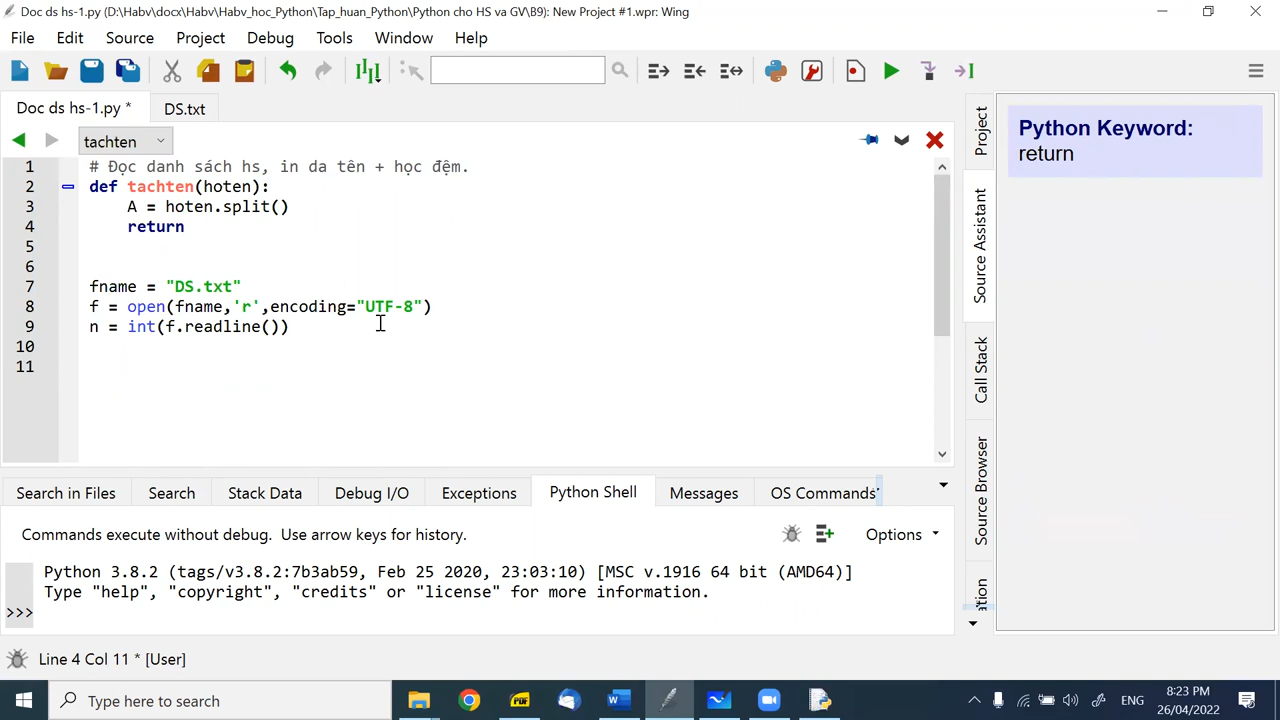 Doc ds hs-1.py (D:\Habv\docx\Habv\Habv_hoc_Python\Tap_huan_Python\Python cho HS va GV\B9): New Project #1.wpr: Wing
File Edit Source Project Debug Tools Window Help
Doc ds hs-1.py * DS.txt
tachten
1 # Đọc danh sách hs, in da tên + học đệm.
2 def tachten(hoten):
3 A = hoten.split()
4 return
5
6
7 fname = "DS.txt"
8 f = open(fname,'r',encoding="UTF-8")
9 n = int(f.readline())
10
11
Project
Source Assistant
Call Stack
Source Browser
ation
Python Keyword:
return
Search in Files Search Stack Data Debug I/O Exceptions Python Shell Messages OS Commands
Commands execute without debug. Use arrow keys for history. Options
Python 3.8.2 (tags/v3.8.2:7b3ab59, Feb 25 2020, 23:03:10) [MSC v.1916 64 bit (AMD64)]
Type "help", "copyright", "credits" or "license" for more information.
>>>
Line 4 Col 11 * [User]
Type here to search
PDF
ENG
8:23 PM
26/04/2022